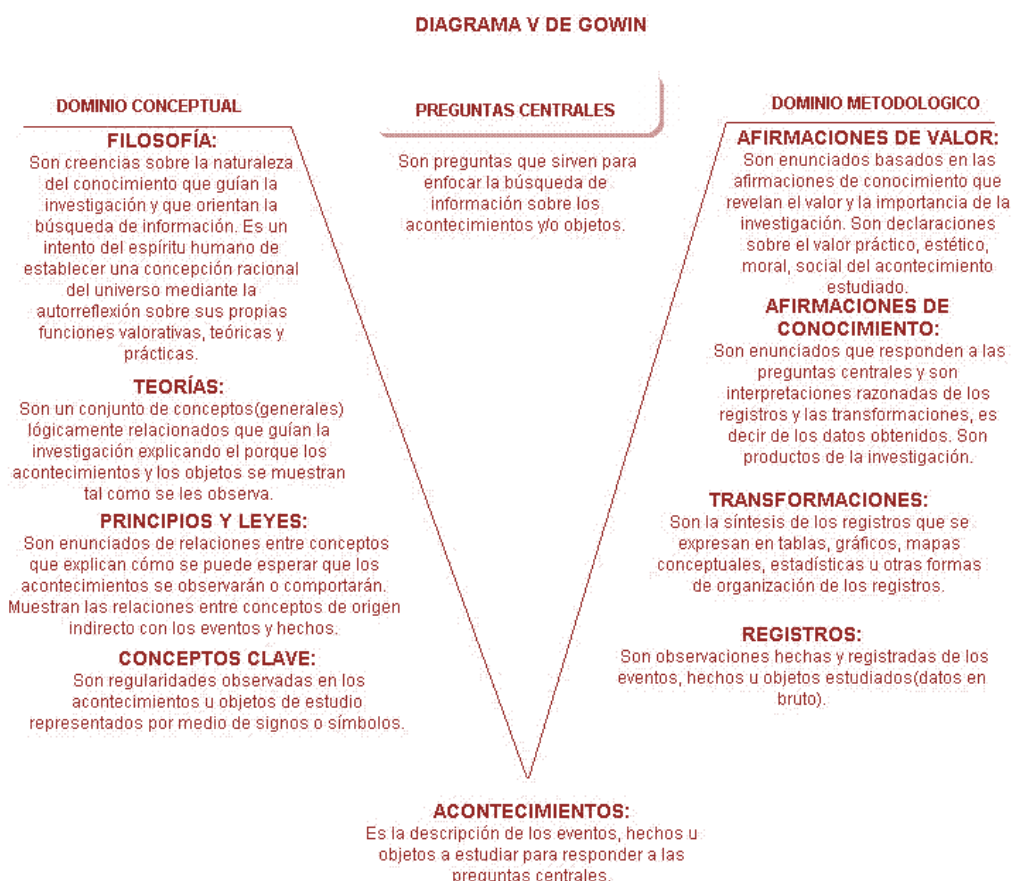 DIAGRAMA V DE GOWIN
DOMINIO CONCEPTUAL
FILOSOFÍA:
Son creencias sobre la naturaleza
del conocimiento que guían la
investigación y que orientan la
búsqueda de información. Es un
intento del espíritu humano de
establecer una concepción racional
del universo mediante la
autorreflexión sobre sus propias
funciones valorativas, teóricas y
prácticas.
TEORÍAS:
Son un conjunto de conceptos(generales)
lógicamente relacionados que guían la
investigación explicando el porque los
acontecimientos y los objetos se muestran
tal como se les observa.
PRINCIPIOS Y LEYES:
Son enunciados de relaciones entre conceptos
que explican cómo se puede esperar que los
acontecimientos se observarán o comportarán.
Muestran las relaciones entre conceptos de origen
indirecto con los eventos y hechos.
CONCEPTOS CLAVE:
Son regularidades observadas en los
acontecimientos u objetos de estudio
representados por medio de signos o símbolos.
PREGUNTAS CENTRALES
Son preguntas que sirven para
enfocar la búsqueda de
información sobre los
acontecimientos y/o objetos.
DOMINIO METODOLOGICO
AFIRMACIONES DE VALOR:
Son enunciados basados en las
afirmaciones de conocimiento que
revelan el valor y la importancia de la
investigación. Son declaraciones
sobre el valor práctico, estético,
moral, social del acontecimiento
estudiado.
AFIRMACIONES DE
CONOCIMIENTO:
Son enunciados que responden a las
preguntas centrales y son
interpretaciones razonadas de los
registros y las transformaciones, es
decir de los datos obtenidos. Son
productos de la investigación.
TRANSFORMACIONES:
Son la síntesis de los registros que se
expresan en tablas, gráficos, mapas
conceptuales, estadísticas u otras formas
de organización de los registros.
REGISTROS:
Son observaciones hechas y registradas de los
eventos, hechos u objetos estudiados(datos en
bruto).
ACONTECIMIENTOS:
Es la descripción de los eventos, hechos u
objetos a estudiar para responder a las
preguntas centrales.